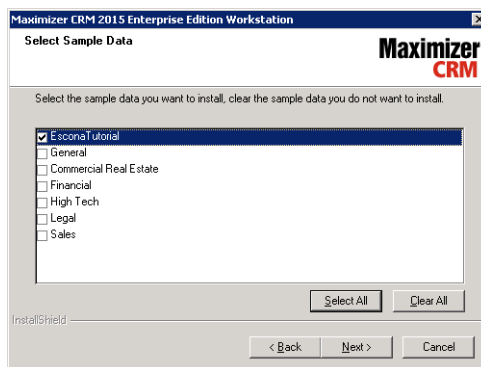 Maximizer CRM 2015 Enterprise Edition Workstation
Select Sample Data
Maximizer
CRM
Select the sample data you want to install, clear the sample data you do not want to install.
EsconaTutorial
General
Commercial Real Estate
Financial
High Tech
Legal
Sales
Select All Clear All
InstallShield
< Back Next > Cancel